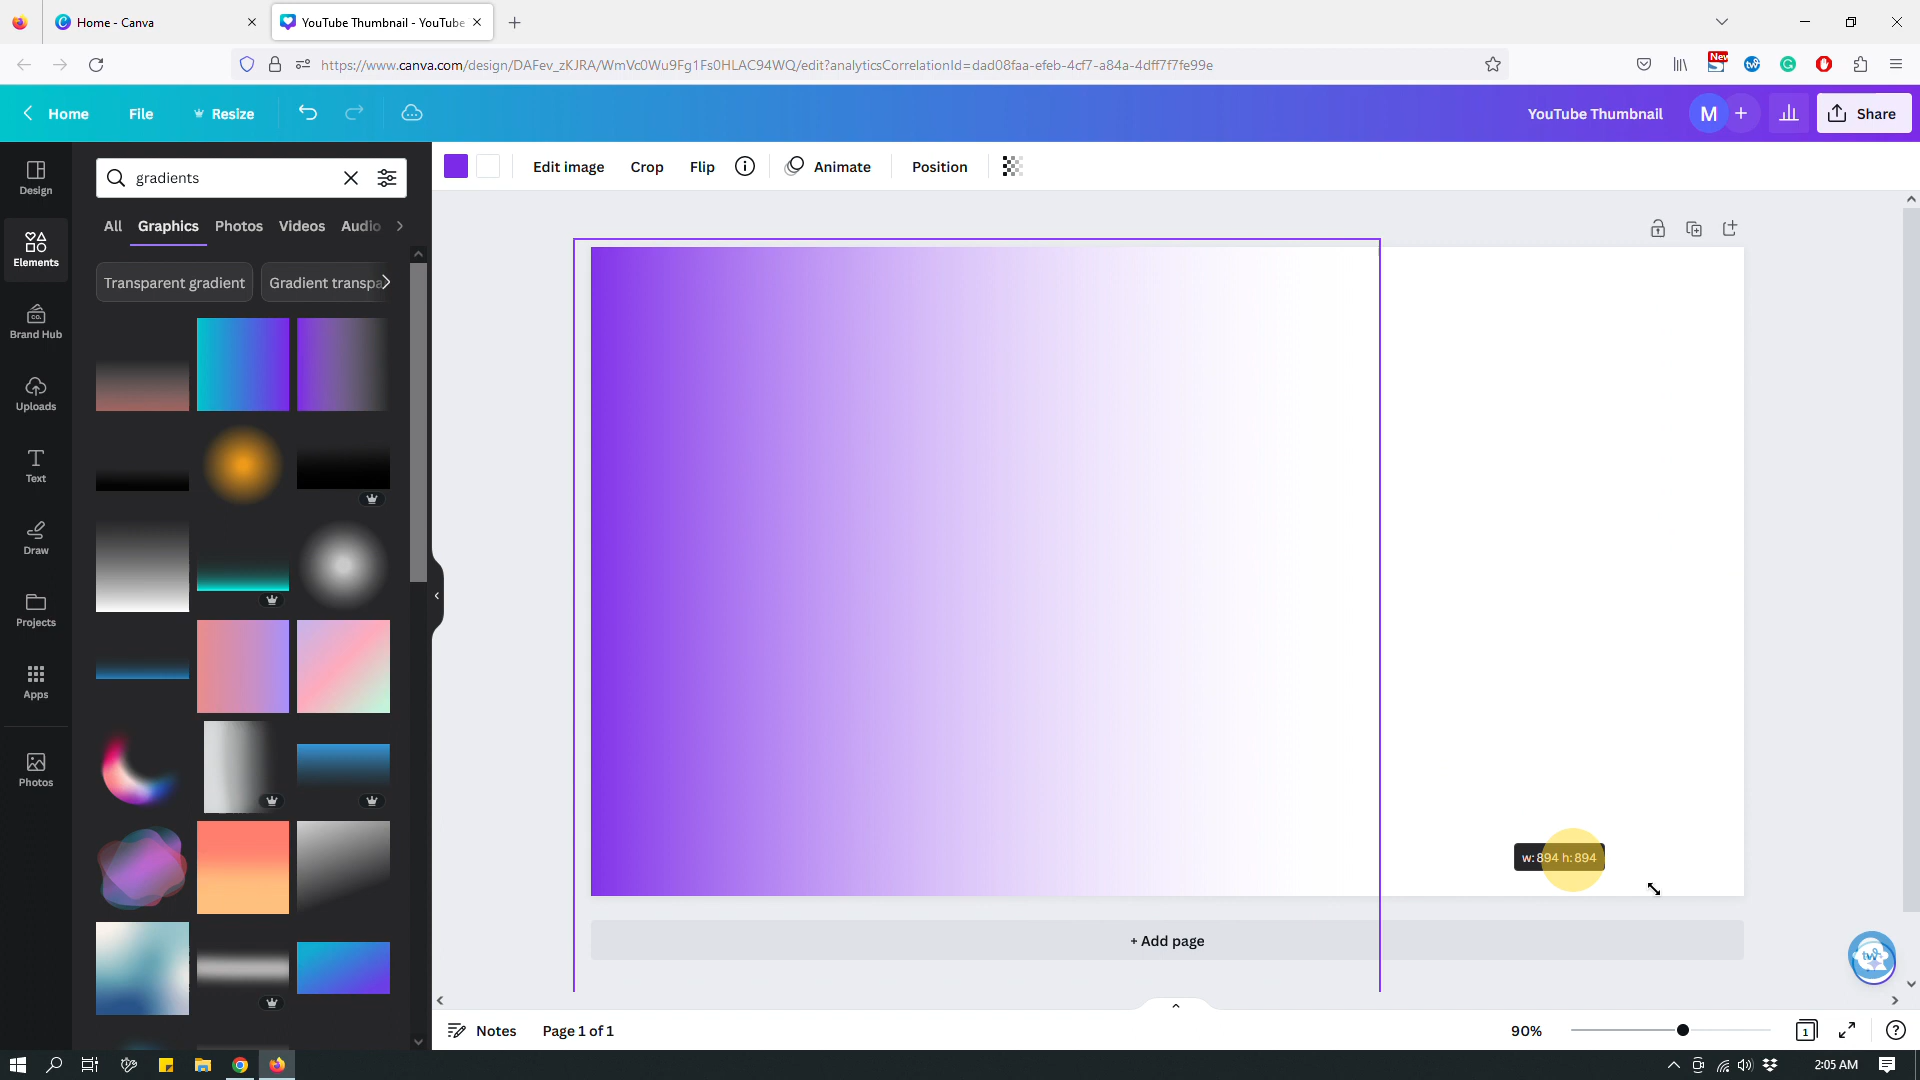 Home - Canva
YouTube Thumbnail - YouTube
https://www.canva.com/design/DAFev_zKJRA/WmVc0Wu9Fg1Fs0HLAC94WQ/edit?analyticsCorrelationId=dad08faa-efeb-4cf7-a84a-4dff7f7fe99e
New
Home
File
Resize
YouTube Thumbnail
M
Share
gradients
Edit image
Crop
Flip
Animate
Position
Design
Elements
Brand Hub
Uploads
Text
Draw
Projects
Apps
Photos
All
Graphics
Photos
Videos
Audio
Transparent gradient
Gradient transpa
w: 894 h: 894
+ Add page
Notes
Page 1 of 1
90%
1
2:05 AM